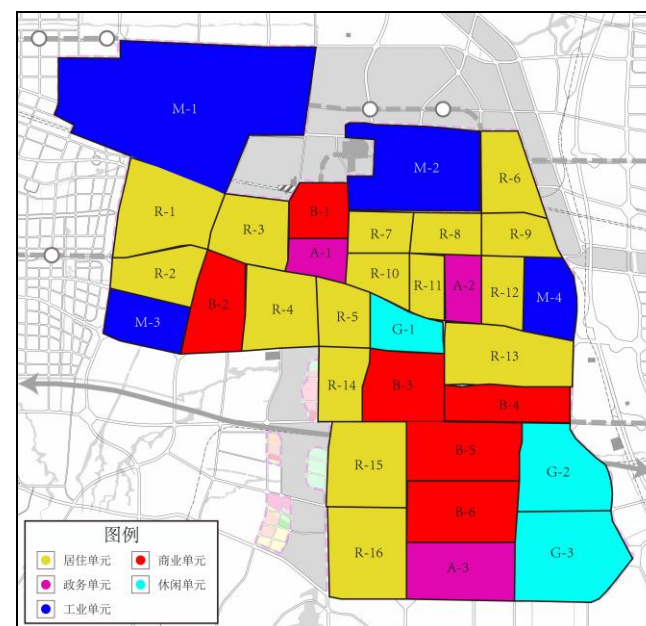 M-1
M-2
R-6
R-1
R-3
B-1
R-7
R-8
R-9
A-1
R-2
R-10
R-11
A-2
R-12
M-4
B-2
R-4
R-5
G-1
M-3
R-13
R-14
B-3
B-4
R-15
B-5
G-2
B-6
R-16
A-3
G-3
图例
居住单元 商业单元
政务单元 休闲单元
工业单元